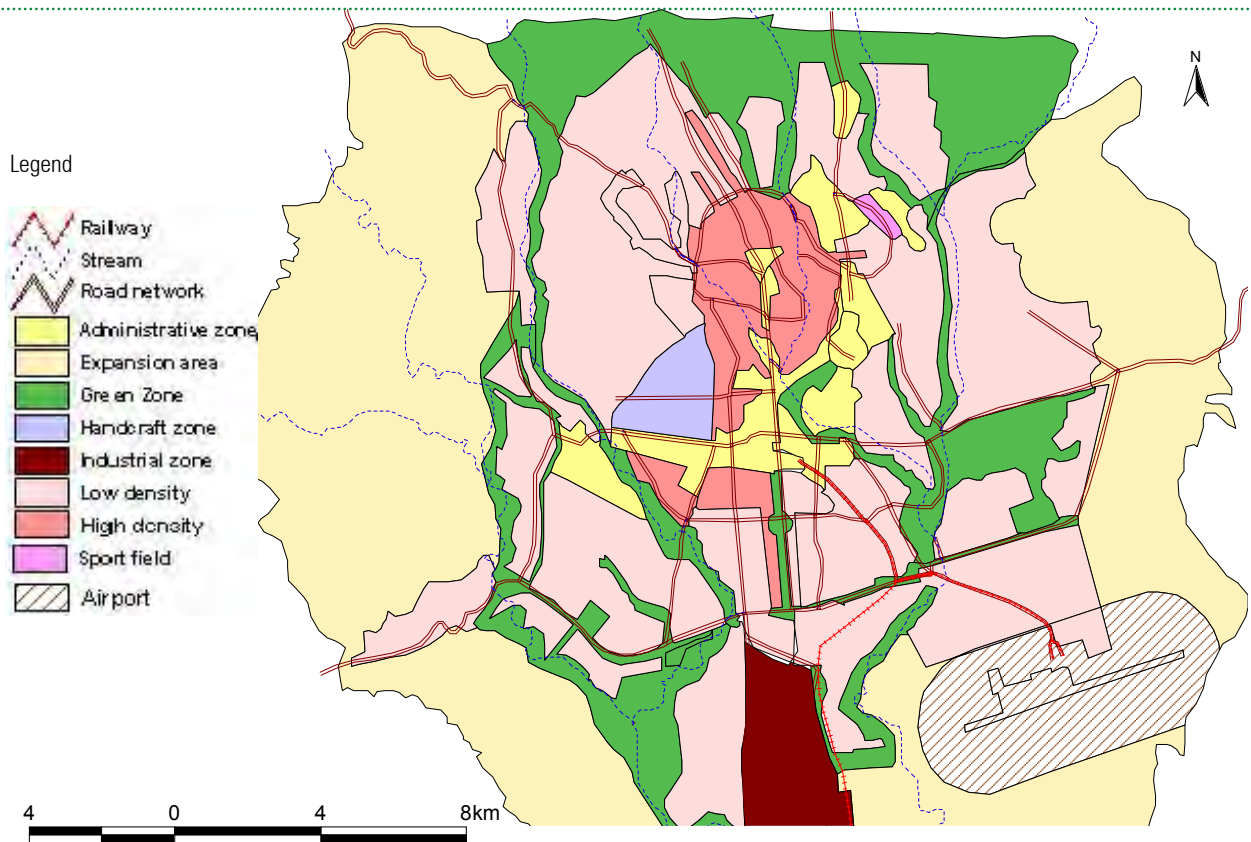 N
Legend
Railway
Stream
Road network
Administrative zone
Expansion area
Green Zone
Handcraft zone
Industrial zone
Low density
High density
Sport field
Airport
4 0 4 8km